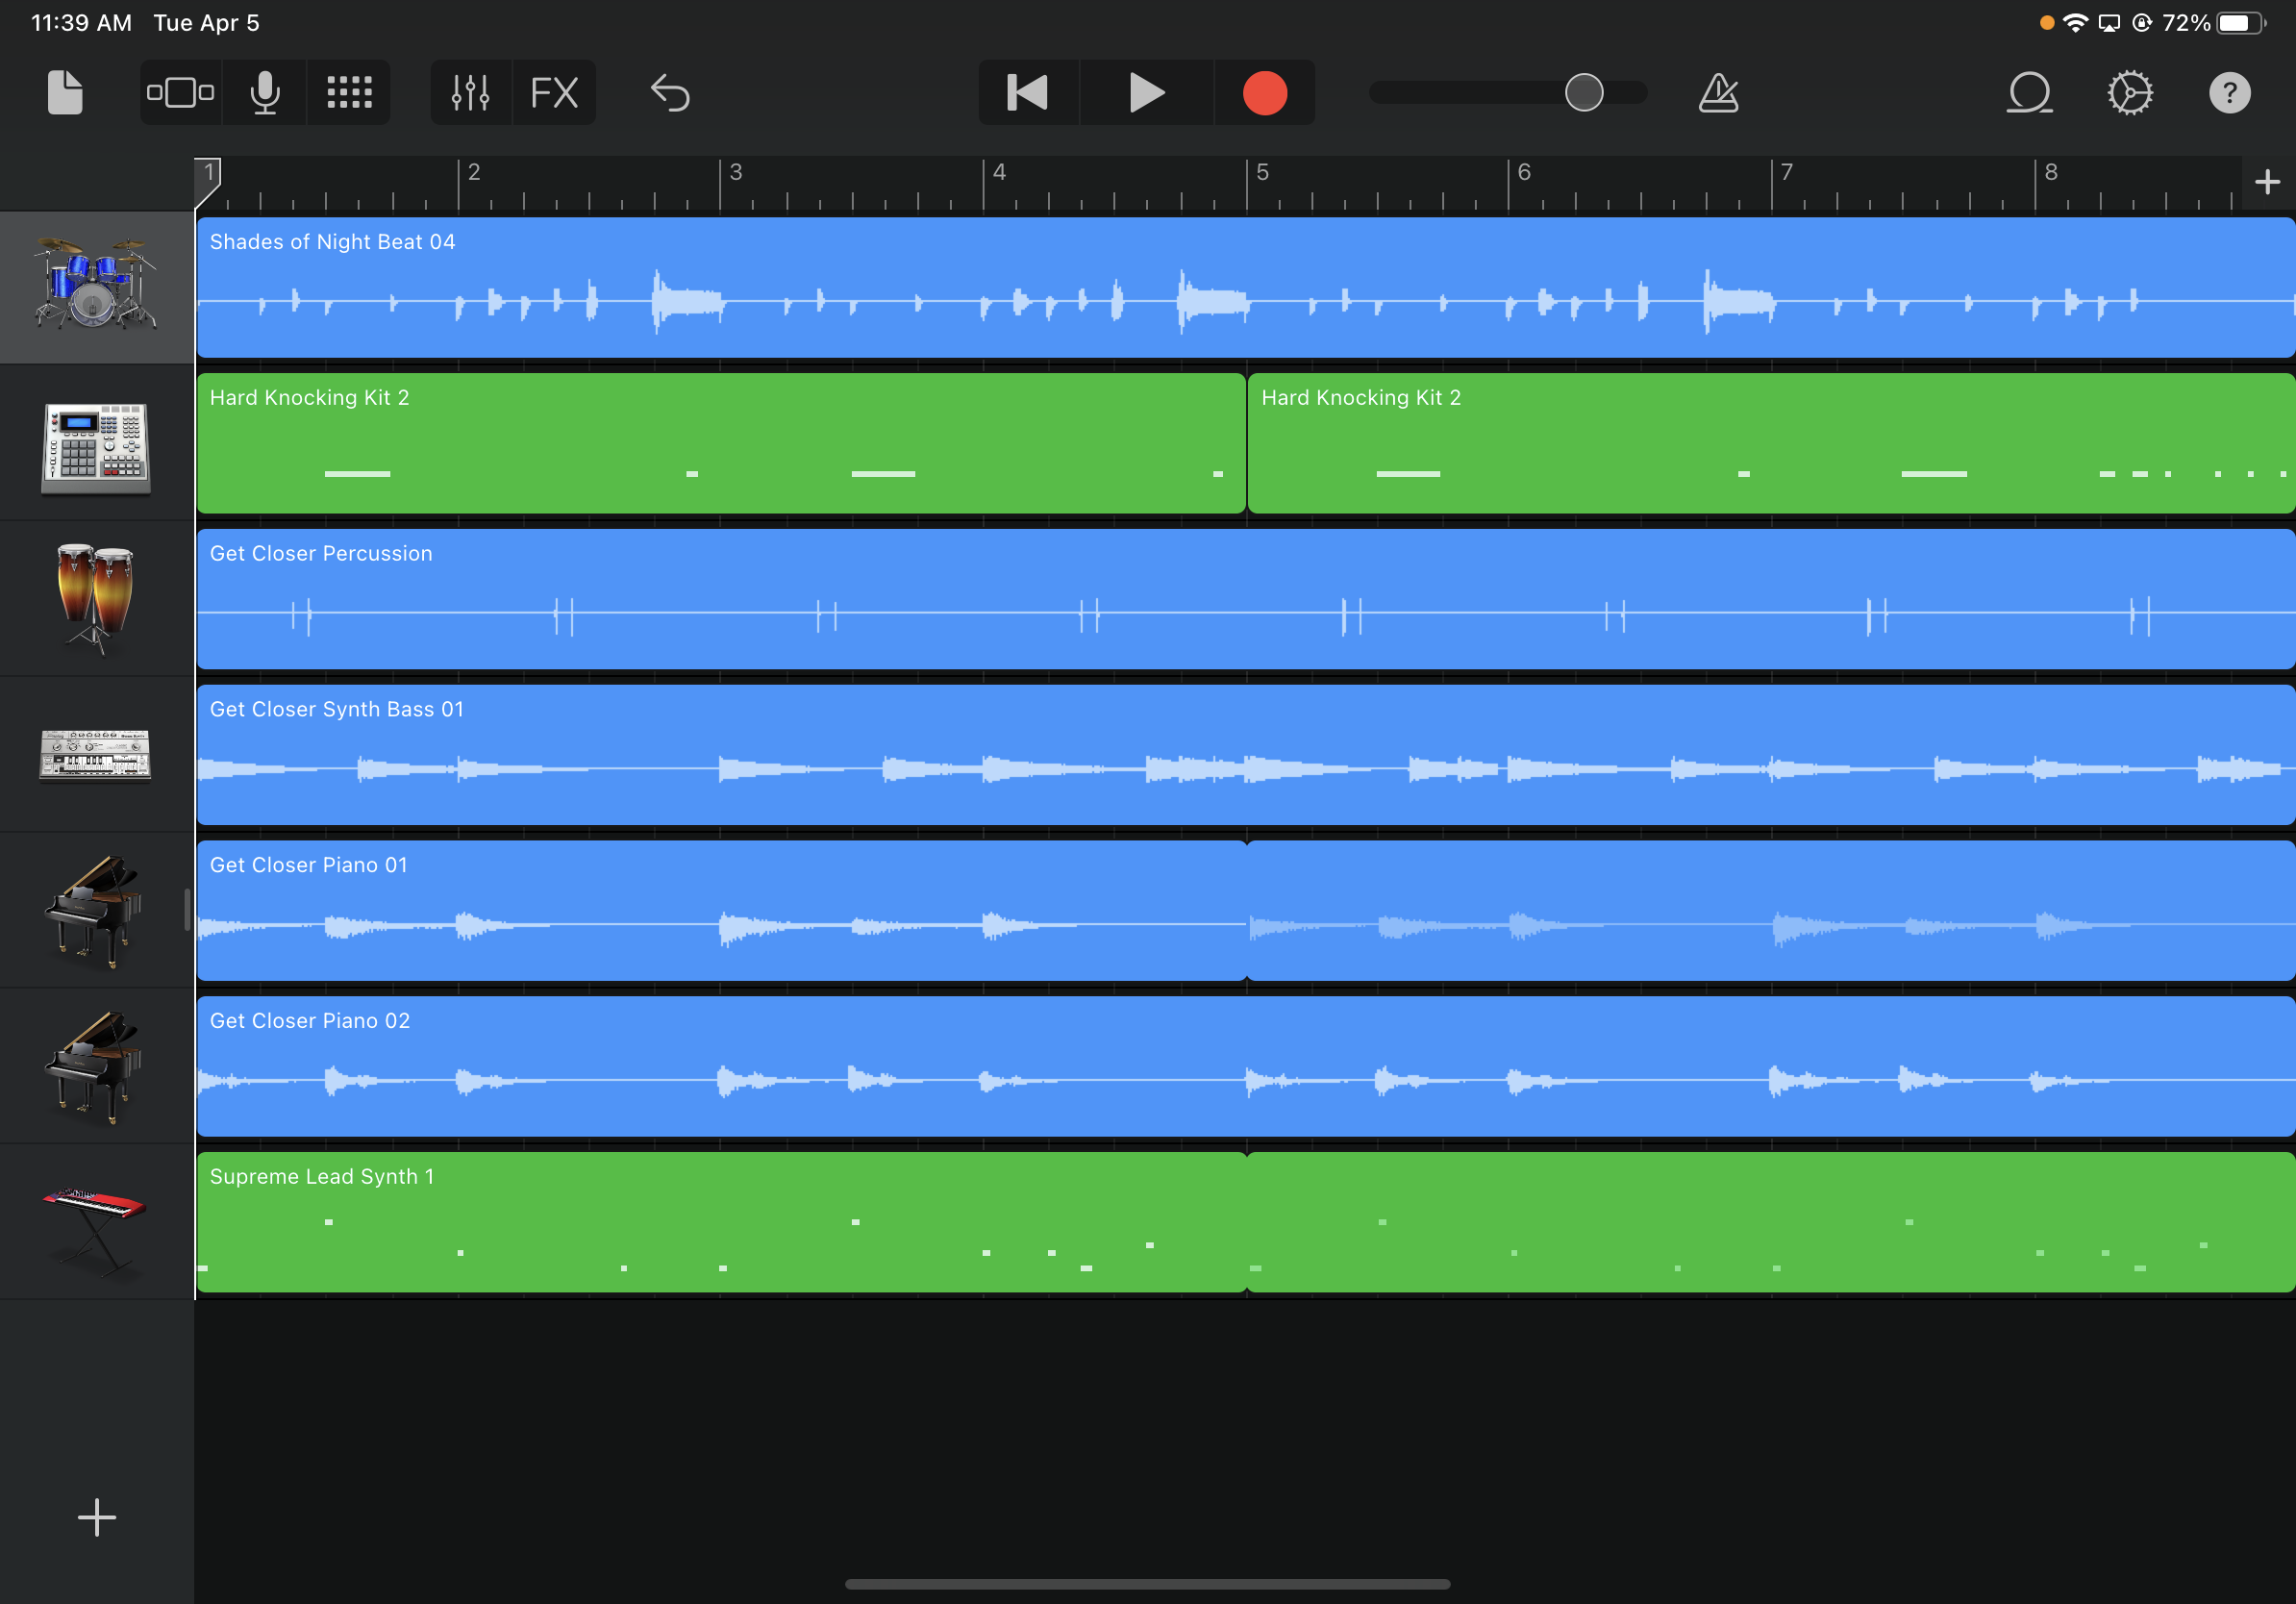 11:39 AM Tue Apr 5
72%
FX
?
1 2 3 4 5 6 7 8
Shades of Night Beat 04
Hard Knocking Kit 2 Hard Knocking Kit 2
Get Closer Percussion
Get Closer Synth Bass 01
Get Closer Piano 01
Get Closer Piano 02
Supreme Lead Synth 1